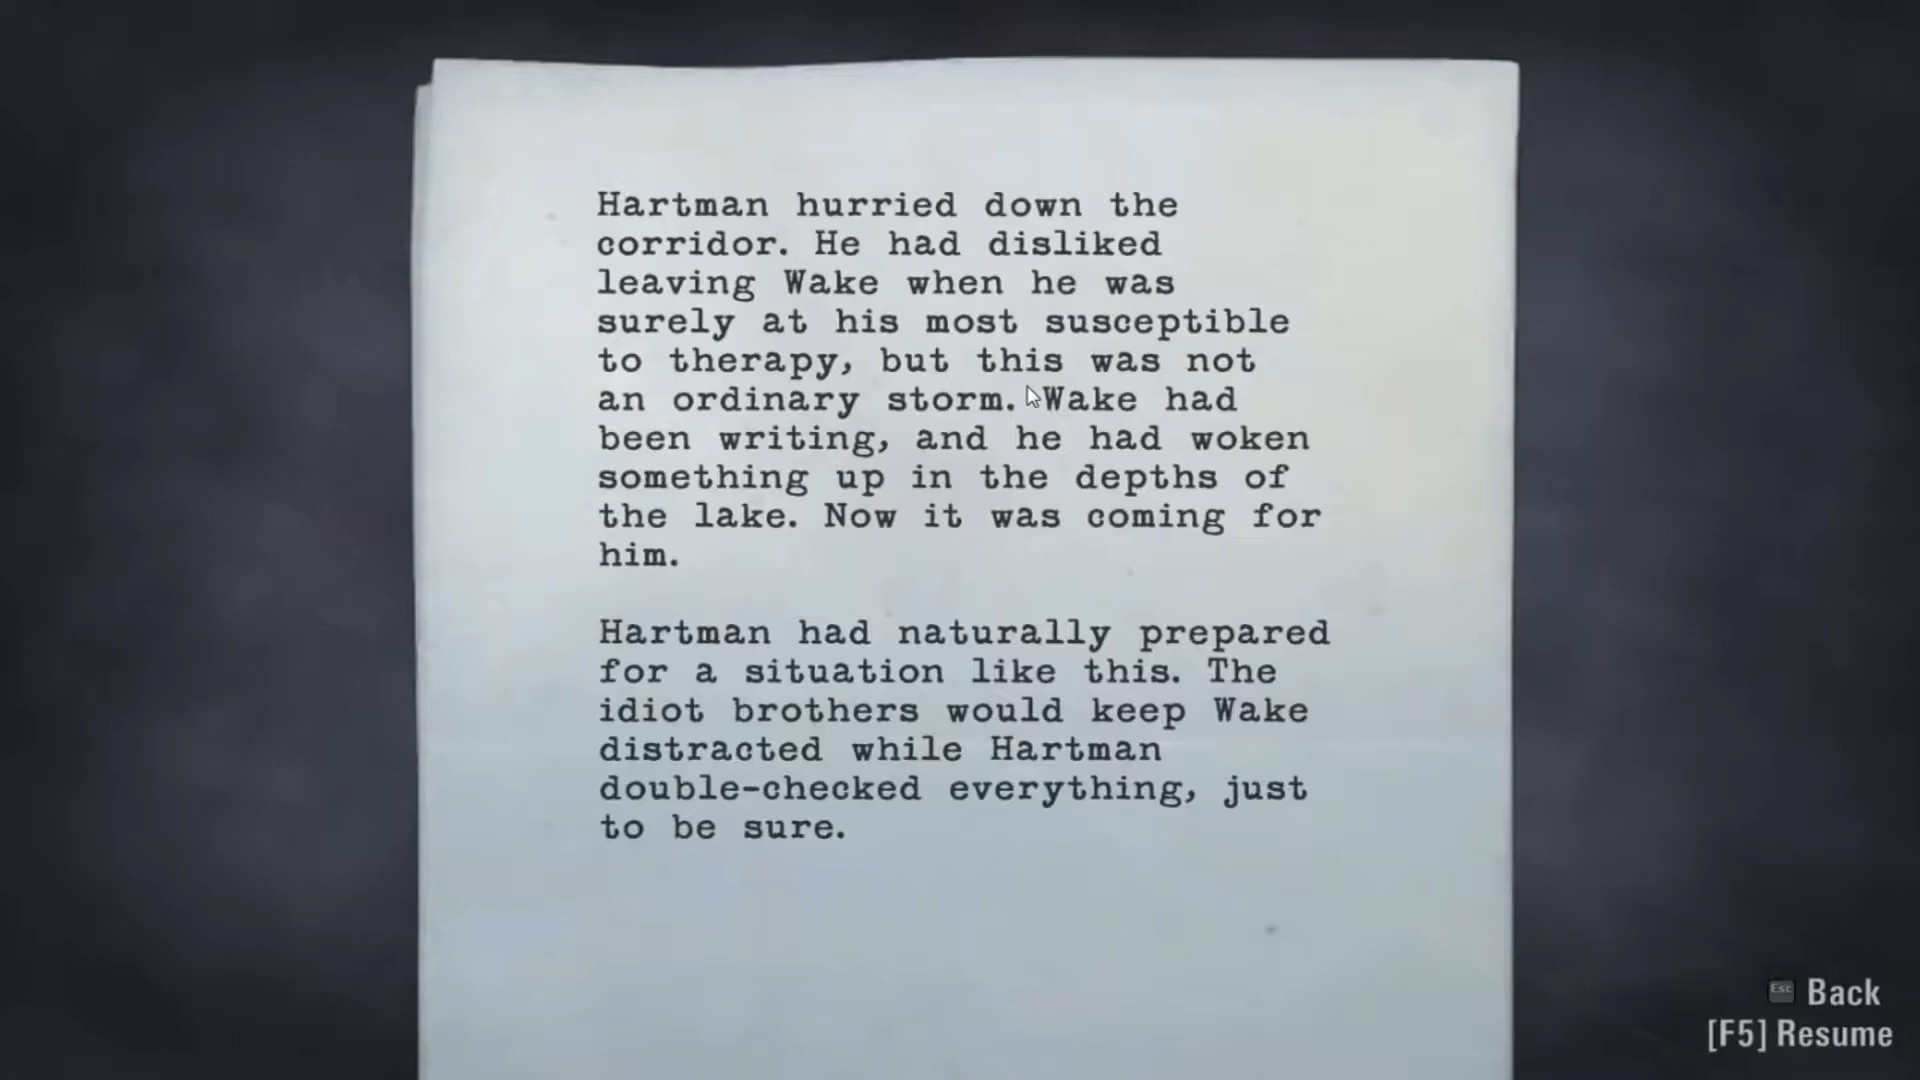 Hartman hurried down the
corridor. He had disliked
leaving Wake when he was
surely at his most susceptible
to therapy, but this was not
an ordinary storm. Wake had
been writing, and he had woken
something up in the depths of
the lake. Now it was coming for
him.
Hartman had naturally prepared
for a situation like this. The
idiot brothers would keep Wake
distracted while Hartman
double-checked everything, just
to be sure.
Esc Back
[F5] Resume